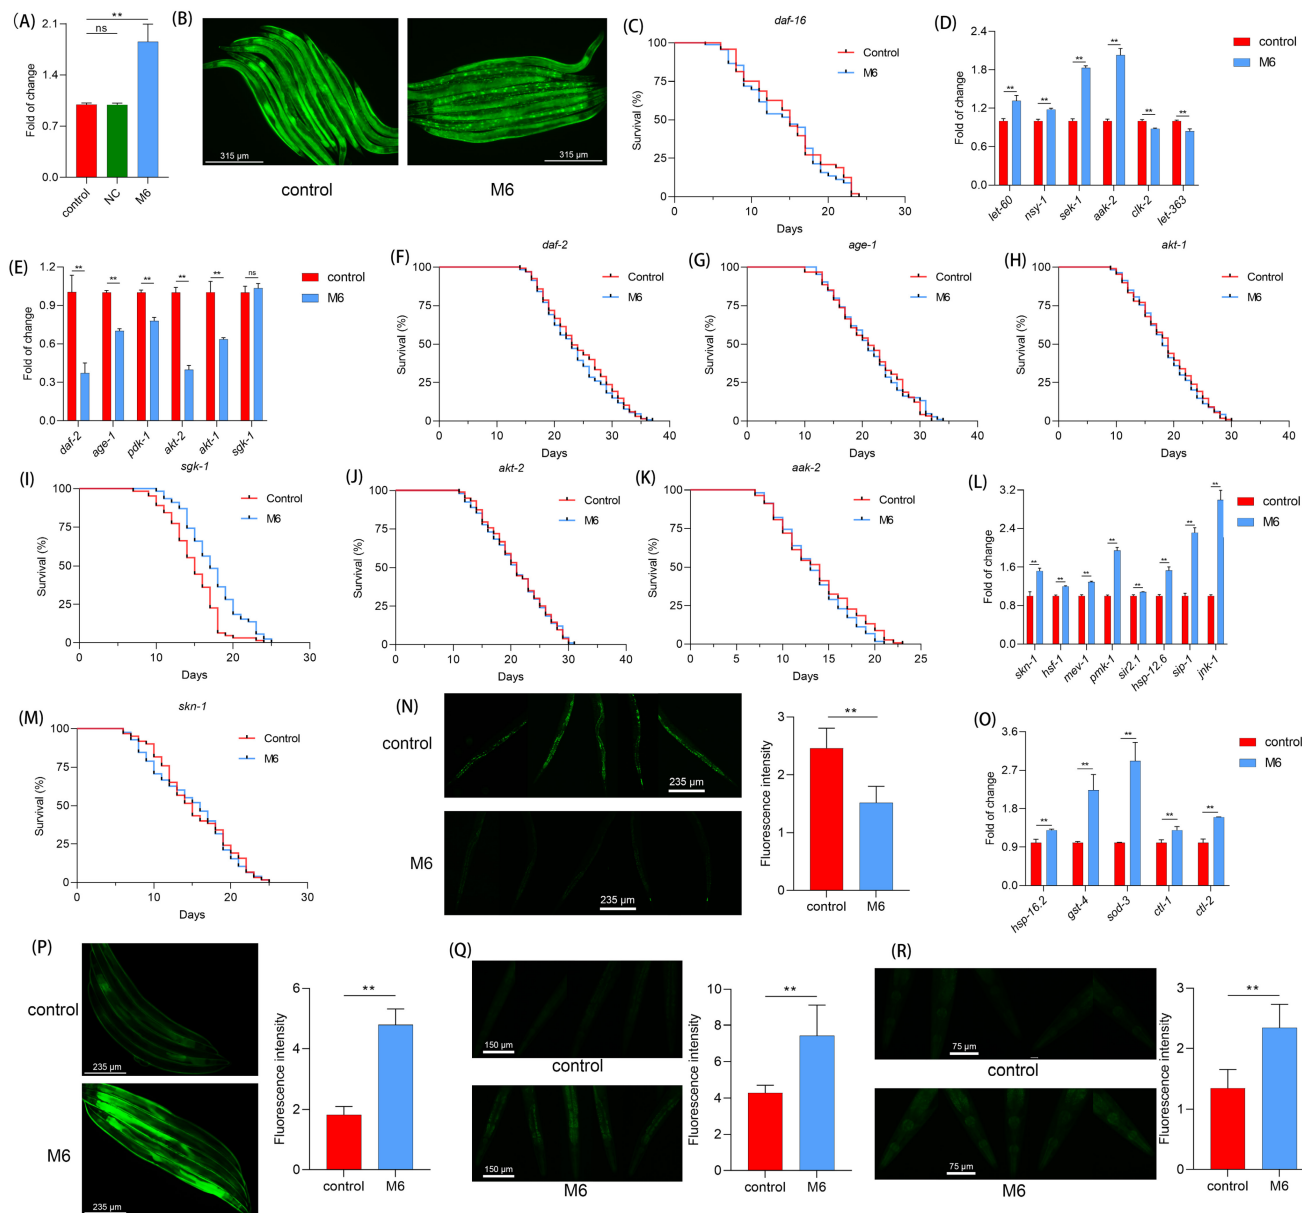 (A)
Fold of change
2.1
1.4
0.7
0.0
**
ns
control
NC
M6
(B)
315 µm
315 µm
control
M6
(C)
daf-16
Survival (%)
100
75
50
25
0
0 10 20 30
Days
Control
M6
(D)
Fold of change
2.4
1.8
1.2
0.6
0.0
** ** ** ** ** **
let-60 nsy-1 sek-1 aak-2 clk-2 let-363
control
M6
(E)
Fold of change
1.2
0.9
0.6
0.3
0.0
** ** ** ** ** ns
daf-2 age-1 pdk-1 akt-2 akt-1 sgk-1
control
M6
(F)
daf-2
Survival (%)
100
75
50
25
0
0 10 20 30 40
Days
Control
M6
(G)
age-1
Survival (%)
100
75
50
25
0
0 10 20 30 40
Days
Control
M6
(H)
akt-1
Survival (%)
100
75
50
25
0
0 10 20 30 40
Days
Control
M6
(I)
sgk-1
Survival (%)
100
75
50
25
0
0 10 20 30
Days
Control
M6
(J)
akt-2
Survival (%)
100
75
50
25
0
0 10 20 30 40
Days
Control
M6
(K)
aak-2
Survival (%)
100
75
50
25
0
0 5 10 15 20 25
Days
Control
M6
(L)
Fold of change
3.2
2.4
1.6
0.8
0.0
** ** ** ** ** ** ** **
skn-1 hsf-1 mev-1 pmk-1 sir2.1 hsp-12.6 sip-1 jnk-1
control
M6
(M)
skn-1
Survival (%)
100
75
50
25
0
0 10 20 30
Days
Control
M6
(N)
control
235 µm
M6
235 µm
Fluorescence intensity
3
2
1
0
**
control M6
(O)
Fold of change
3.6
2.7
1.8
0.9
0.0
** ** ** ** **
hsp-16.2 gst-4 sod-3 ctl-1 ctl-2
control
M6
(P)
control
235 µm
M6
235 µm
Fluorescence intensity
6
4
2
0
**
control M6
(Q)
150 µm
control
150 µm
M6
Fluorescence intensity
10
8
6
4
2
0
**
control M6
(R)
75 µm
control
75 µm
M6
Fluorescence intensity
3
2
1
0
**
control M6